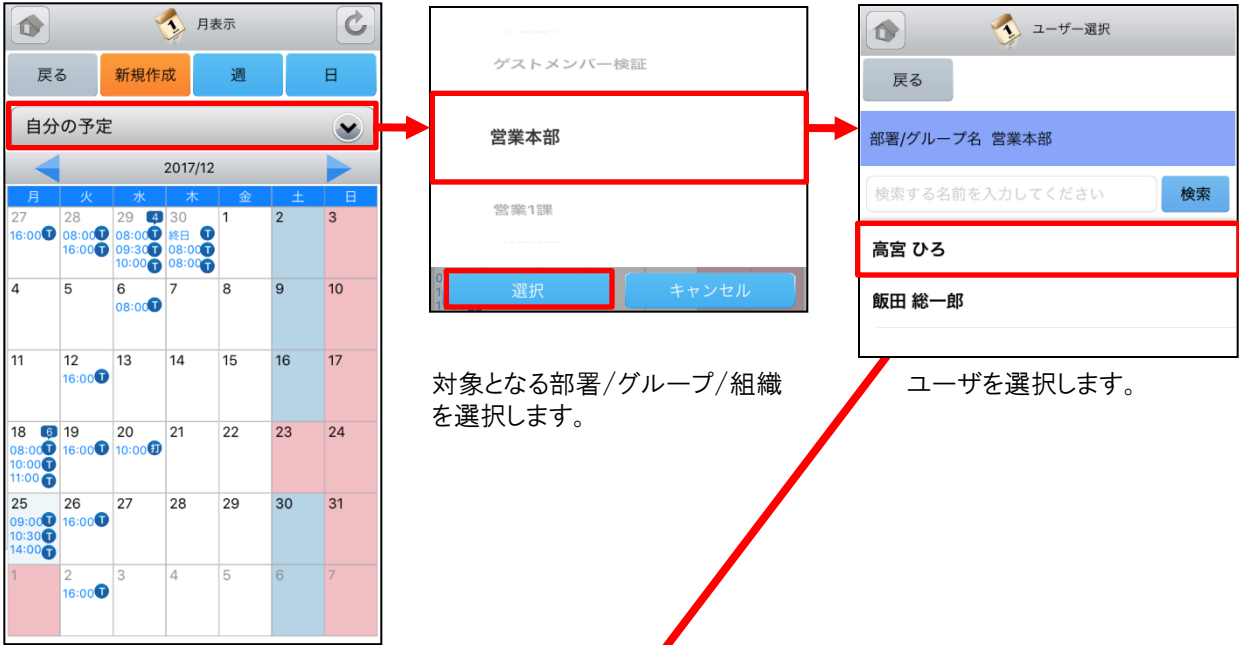 月表示
戻る 新規作成 週 日
自分の予定
2017/12
月 火 水 木 金 土 日
27 28 29 4 30 1 2 3
16:00 T 08:00 T 08:00 T 終日 T
16:00 T 09:30 T 08:00 T
10:00 T 08:00 T
4 5 6 7 8 9 10
08:00 T
11 12 13 14 15 16 17
16:00 T
18 6 19 20 21 22 23 24
08:00 T 16:00 T 10:00 打
10:00 T
11:00 T
25 26 27 28 29 30 31
09:00 T 16:00 T
10:30 T
14:00 T
1 2 3 4 5 6 7
16:00 T
ゲストメンバー検証
営業本部
営業1課
選択 キャンセル
対象となる部署/グループ/組織
を選択します。
ユーザー選択
戻る
部署/グループ名 営業本部
検索する名前を入力してください 検索
高宮 ひろ
飯田 総一郎
ユーザを選択します。